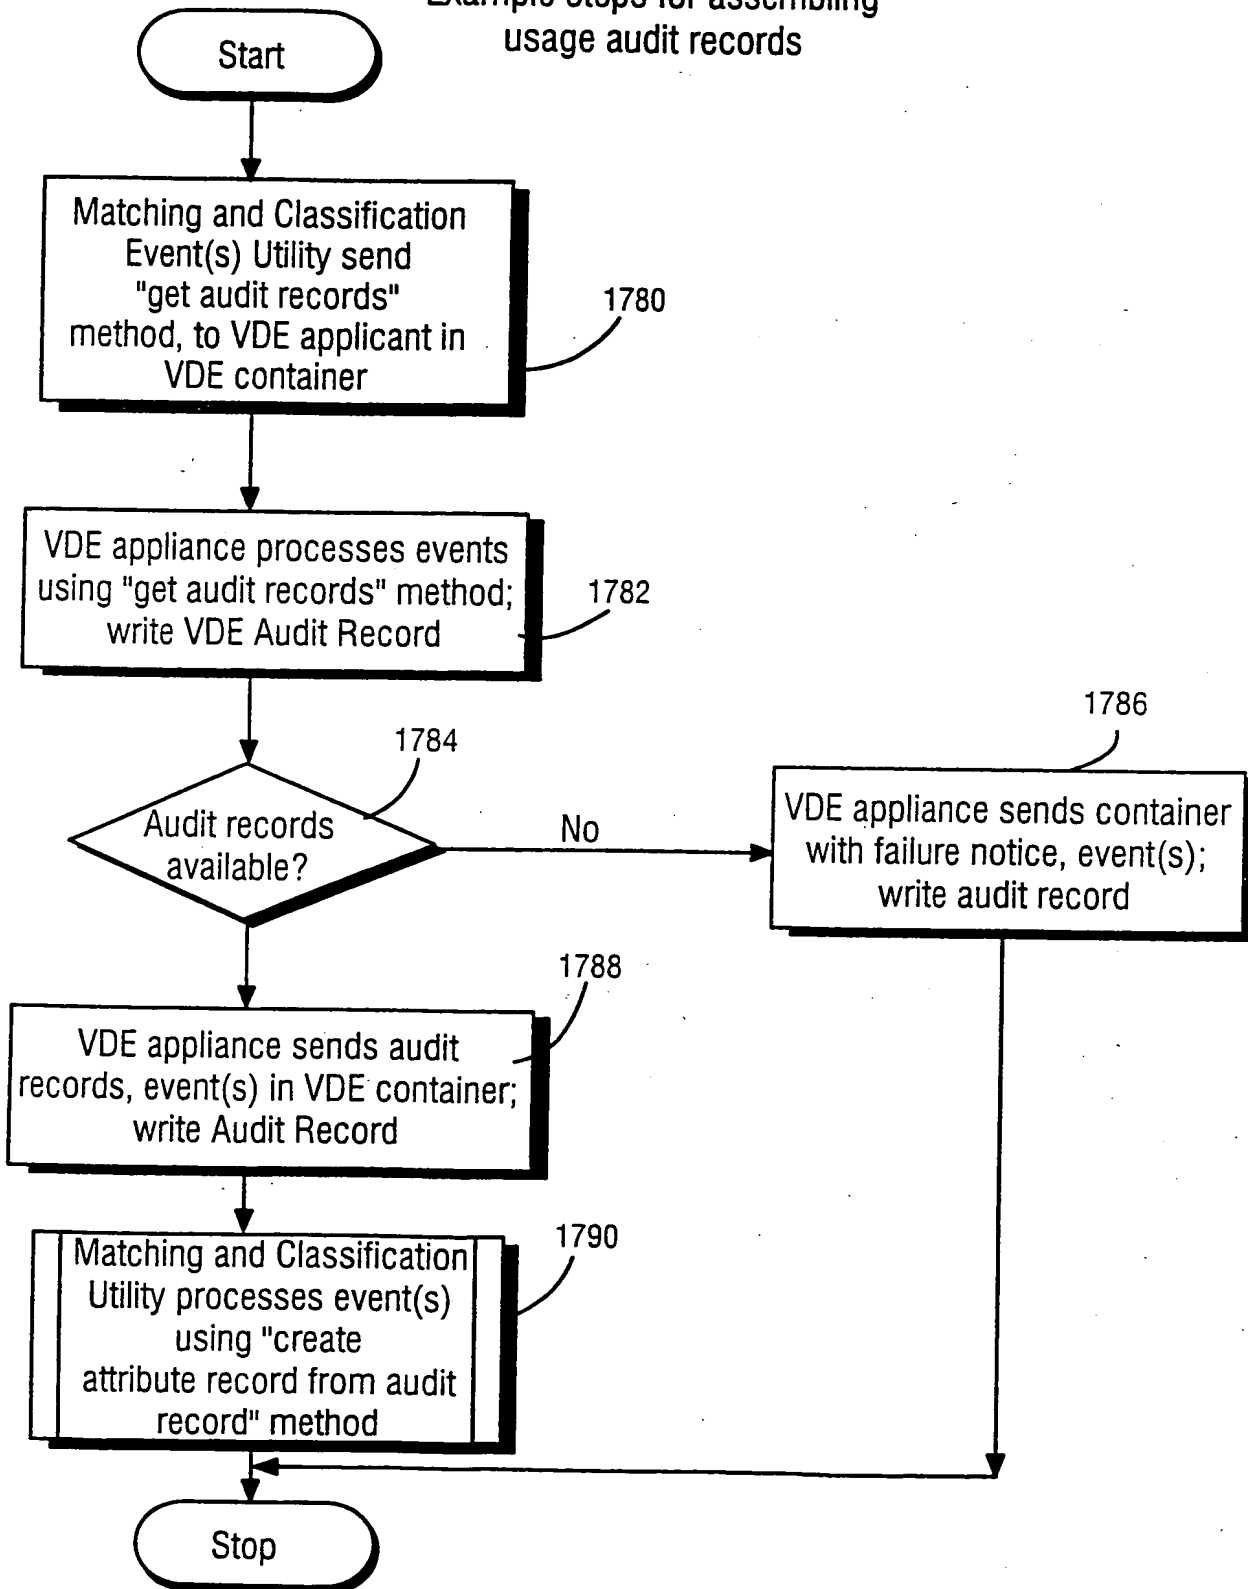 Example steps for assembling
usage audit records
Start
Matching and Classification
Event(s) Utility send
"get audit records"
method, to VDE applicant in
VDE container
1780
VDE appliance processes events
using "get audit records" method;
write VDE Audit Record
1782
1784
Audit records
available?
No
1786
VDE appliance sends container
with failure notice, event(s);
write audit record
1788
VDE appliance sends audit
records, event(s) in VDE container;
write Audit Record
1790
Matching and Classification
Utility processes event(s)
using "create
attribute record from audit
record" method
Stop